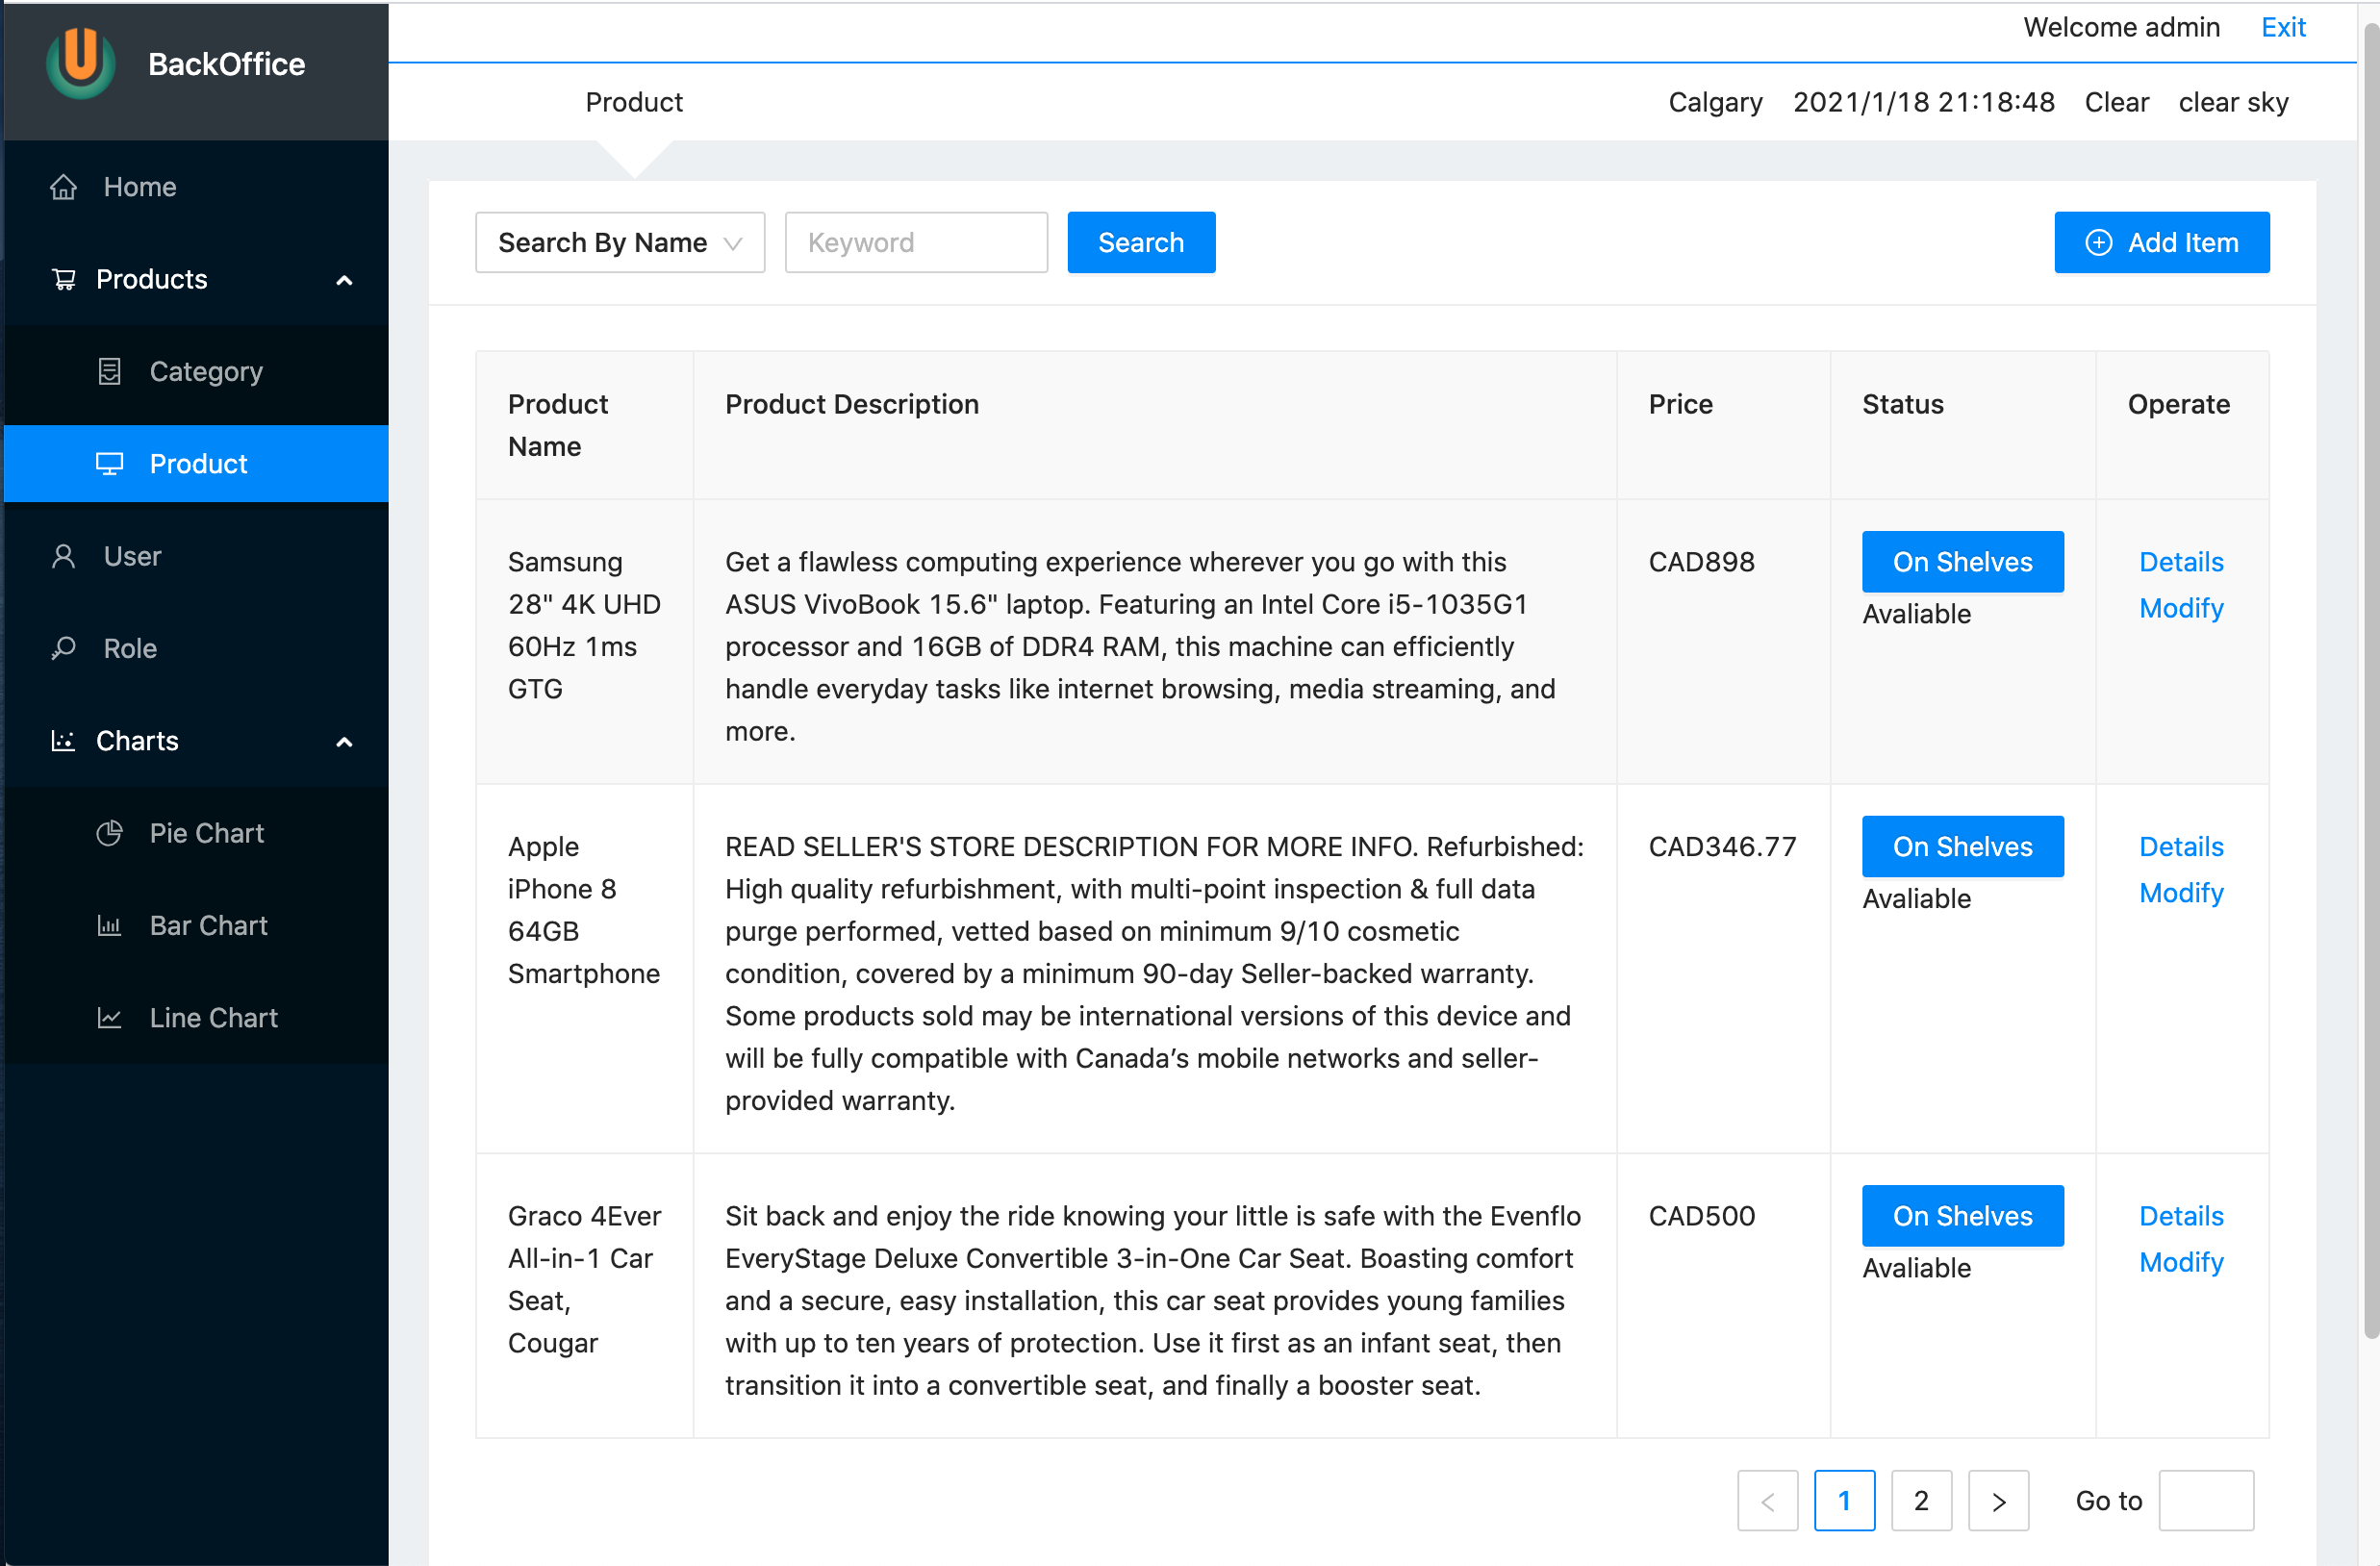 BackOffice
Welcome admin Exit
Product
Calgary 2021/1/18 21:18:48 Clear clear sky
Home
Products
Category
Product
User
Role
Charts
Pie Chart
Bar Chart
Line Chart
Search By Name
Keyword
Search
Add Item
Product
Name
Product Description
Price
Status
Operate
Samsung
28" 4K UHD
60Hz 1ms
GTG
Get a flawless computing experience wherever you go with this
ASUS VivoBook 15.6" laptop. Featuring an Intel Core i5-1035G1
processor and 16GB of DDR4 RAM, this machine can efficiently
handle everyday tasks like internet browsing, media streaming, and
more.
CAD898
On Shelves
Avaliable
Details
Modify
Apple
iPhone 8
64GB
Smartphone
READ SELLER'S STORE DESCRIPTION FOR MORE INFO. Refurbished:
High quality refurbishment, with multi-point inspection & full data
purge performed, vetted based on minimum 9/10 cosmetic
condition, covered by a minimum 90-day Seller-backed warranty.
Some products sold may be international versions of this device and
will be fully compatible with Canada’s mobile networks and seller-
provided warranty.
CAD346.77
On Shelves
Avaliable
Details
Modify
Graco 4Ever
All-in-1 Car
Seat,
Cougar
Sit back and enjoy the ride knowing your little is safe with the Evenflo
EveryStage Deluxe Convertible 3-in-One Car Seat. Boasting comfort
and a secure, easy installation, this car seat provides young families
with up to ten years of protection. Use it first as an infant seat, then
transition it into a convertible seat, and finally a booster seat.
CAD500
On Shelves
Avaliable
Details
Modify
< 1 2 > Go to